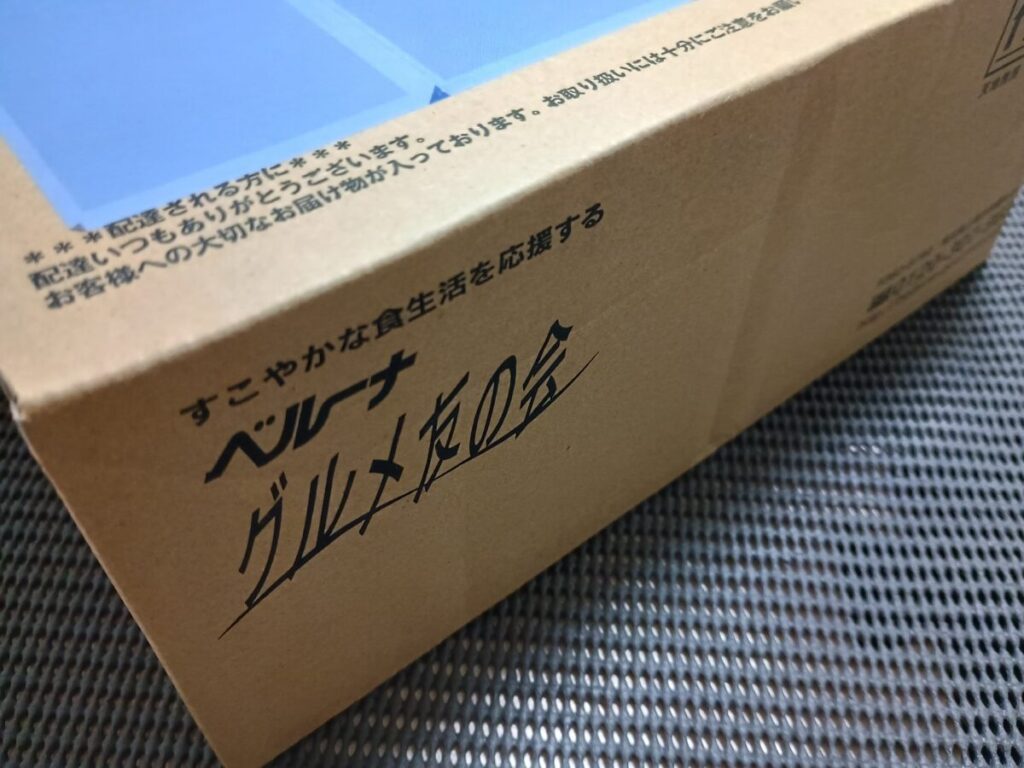 ＊＊＊配達される方に＊＊＊
配達いつもありがとうございます。
お客様への大切なお届け物が入っております。お取り扱いには十分にご注意をお願い
すこやかな食生活を応援する
ベルーナ
グルメ友の会